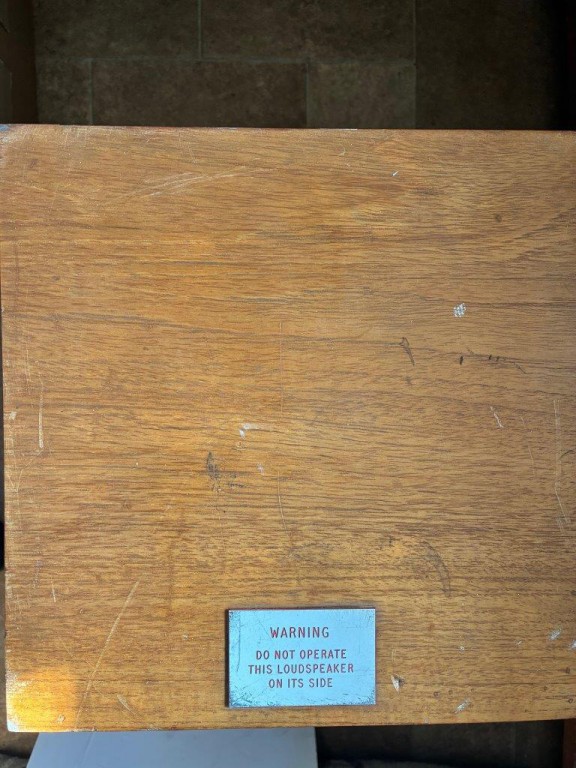 WARNING
DO NOT OPERATE
THIS LOUDSPEAKER
ON ITS SIDE